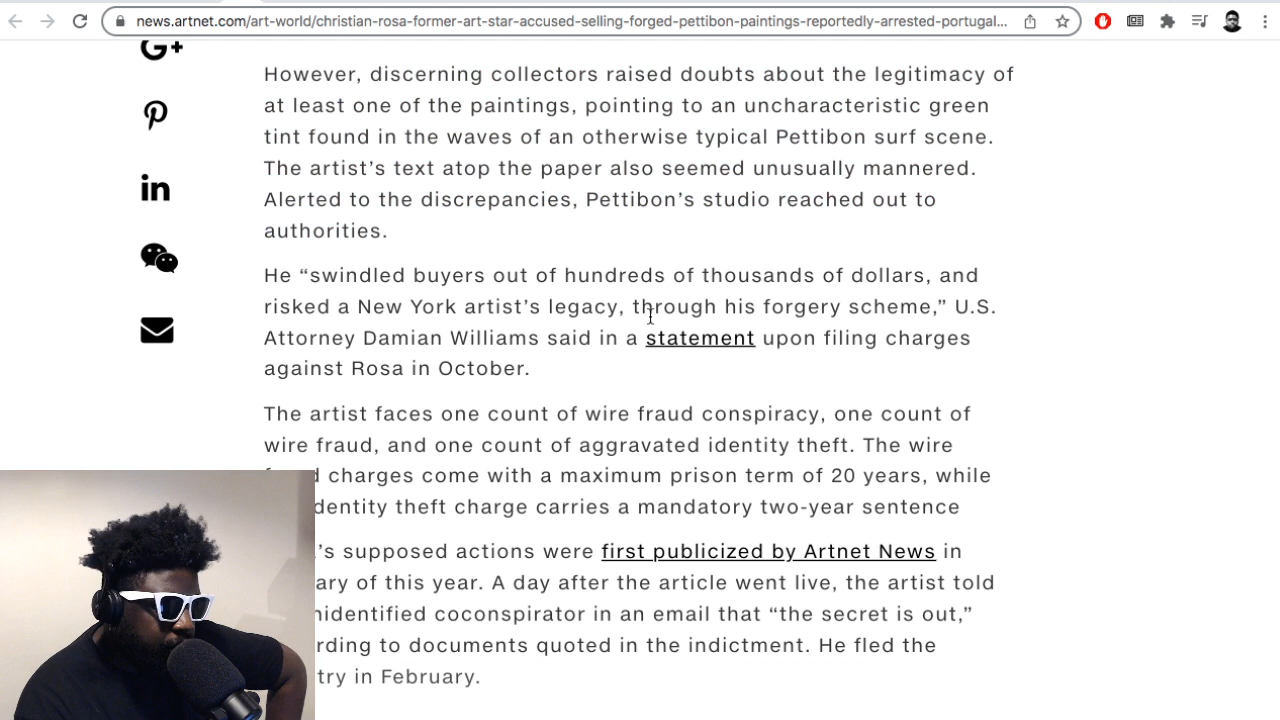 news.artnet.com/art-world/christian-rosa-former-art-star-accused-selling-forged-pettibon-paintings-reportedly-arrested-portugal...
G+
However, discerning collectors raised doubts about the legitimacy of
at least one of the paintings, pointing to an uncharacteristic green
tint found in the waves of an otherwise typical Pettibon surf scene.
The artist’s text atop the paper also seemed unusually mannered.
Alerted to the discrepancies, Pettibon’s studio reached out to
authorities.
in
He “swindled buyers out of hundreds of thousands of dollars, and
risked a New York artist’s legacy, through his forgery scheme,” U.S.
Attorney Damian Williams said in a statement upon filing charges
against Rosa in October.
The artist faces one count of wire fraud conspiracy, one count of
wire fraud, and one count of aggravated identity theft. The wire
charges come with a maximum prison term of 20 years, while
dentity theft charge carries a mandatory two-year sentence
’s supposed actions were first publicized by Artnet News in
ary of this year. A day after the article went live, the artist told
nidentified coconspirator in an email that “the secret is out,”
rding to documents quoted in the indictment. He fled the
try in February.